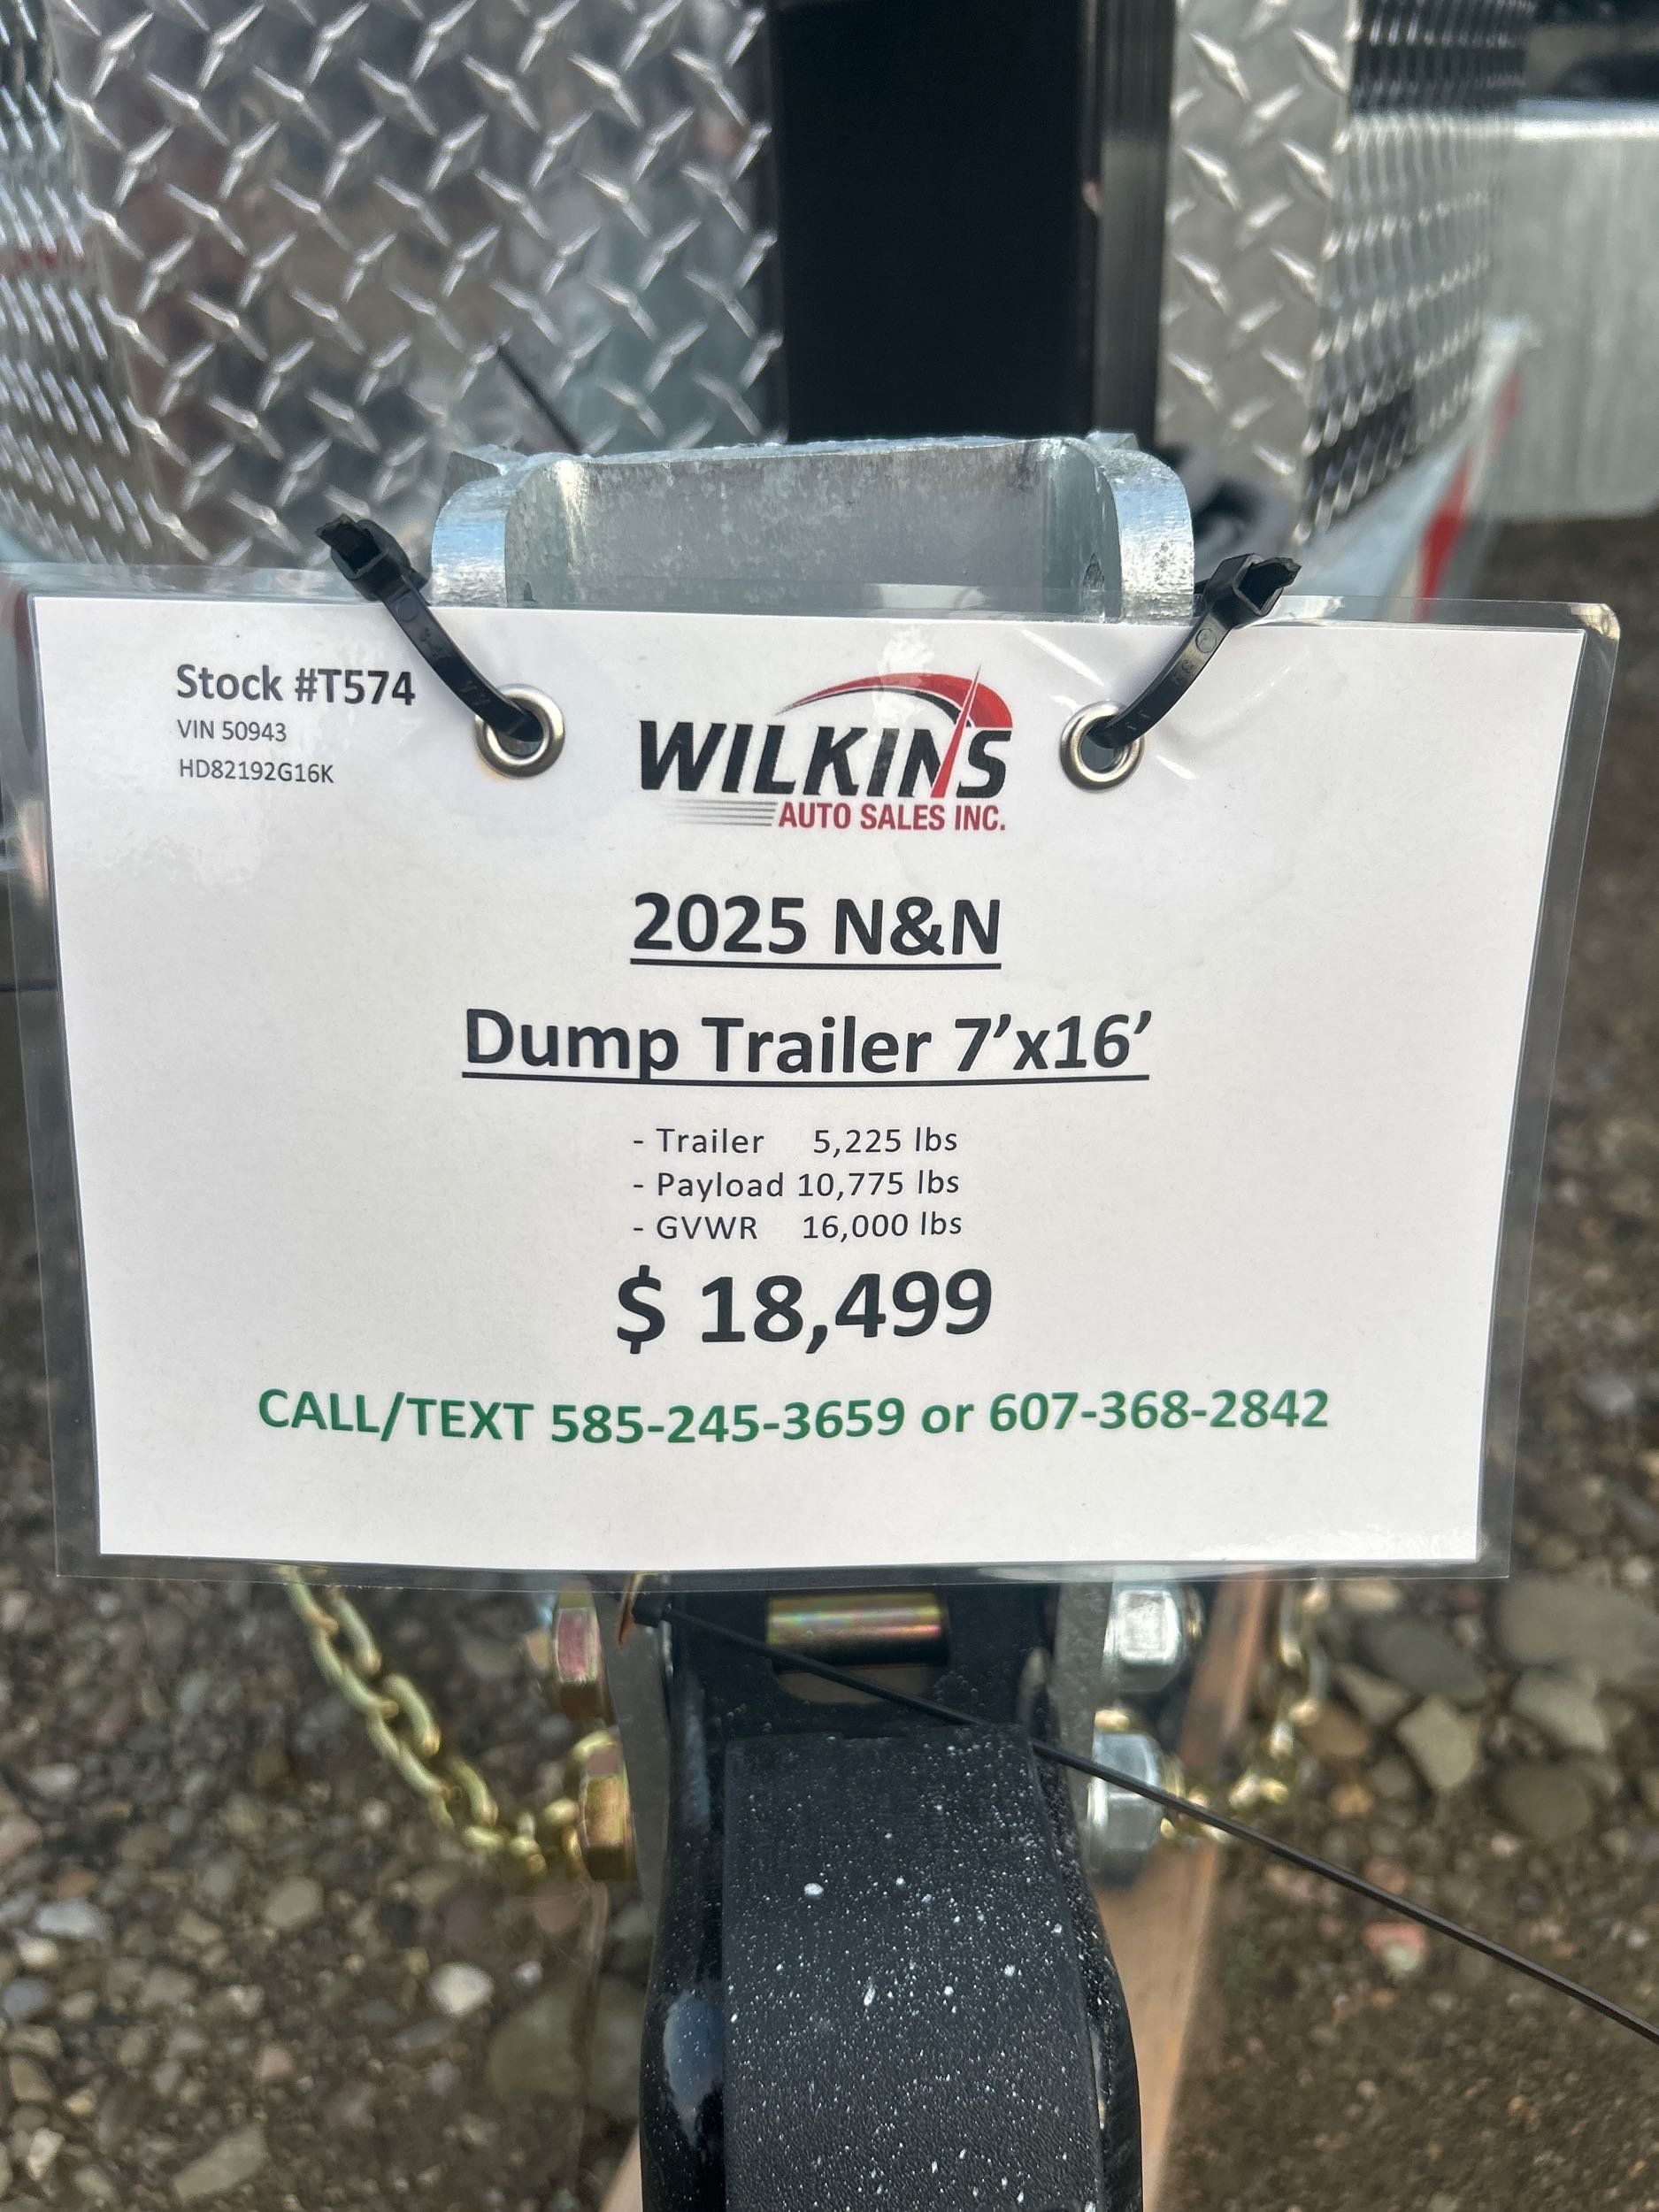 Stock #T574
VIN 50943
HD82192G16K
WILKINS
AUTO SALES INC.
2025 N&N
Dump Trailer 7’x16’
- Trailer 5,225 lbs
- Payload 10,775 lbs
- GVWR 16,000 lbs
$ 18,499
CALL/TEXT 585-245-3659 or 607-368-2842